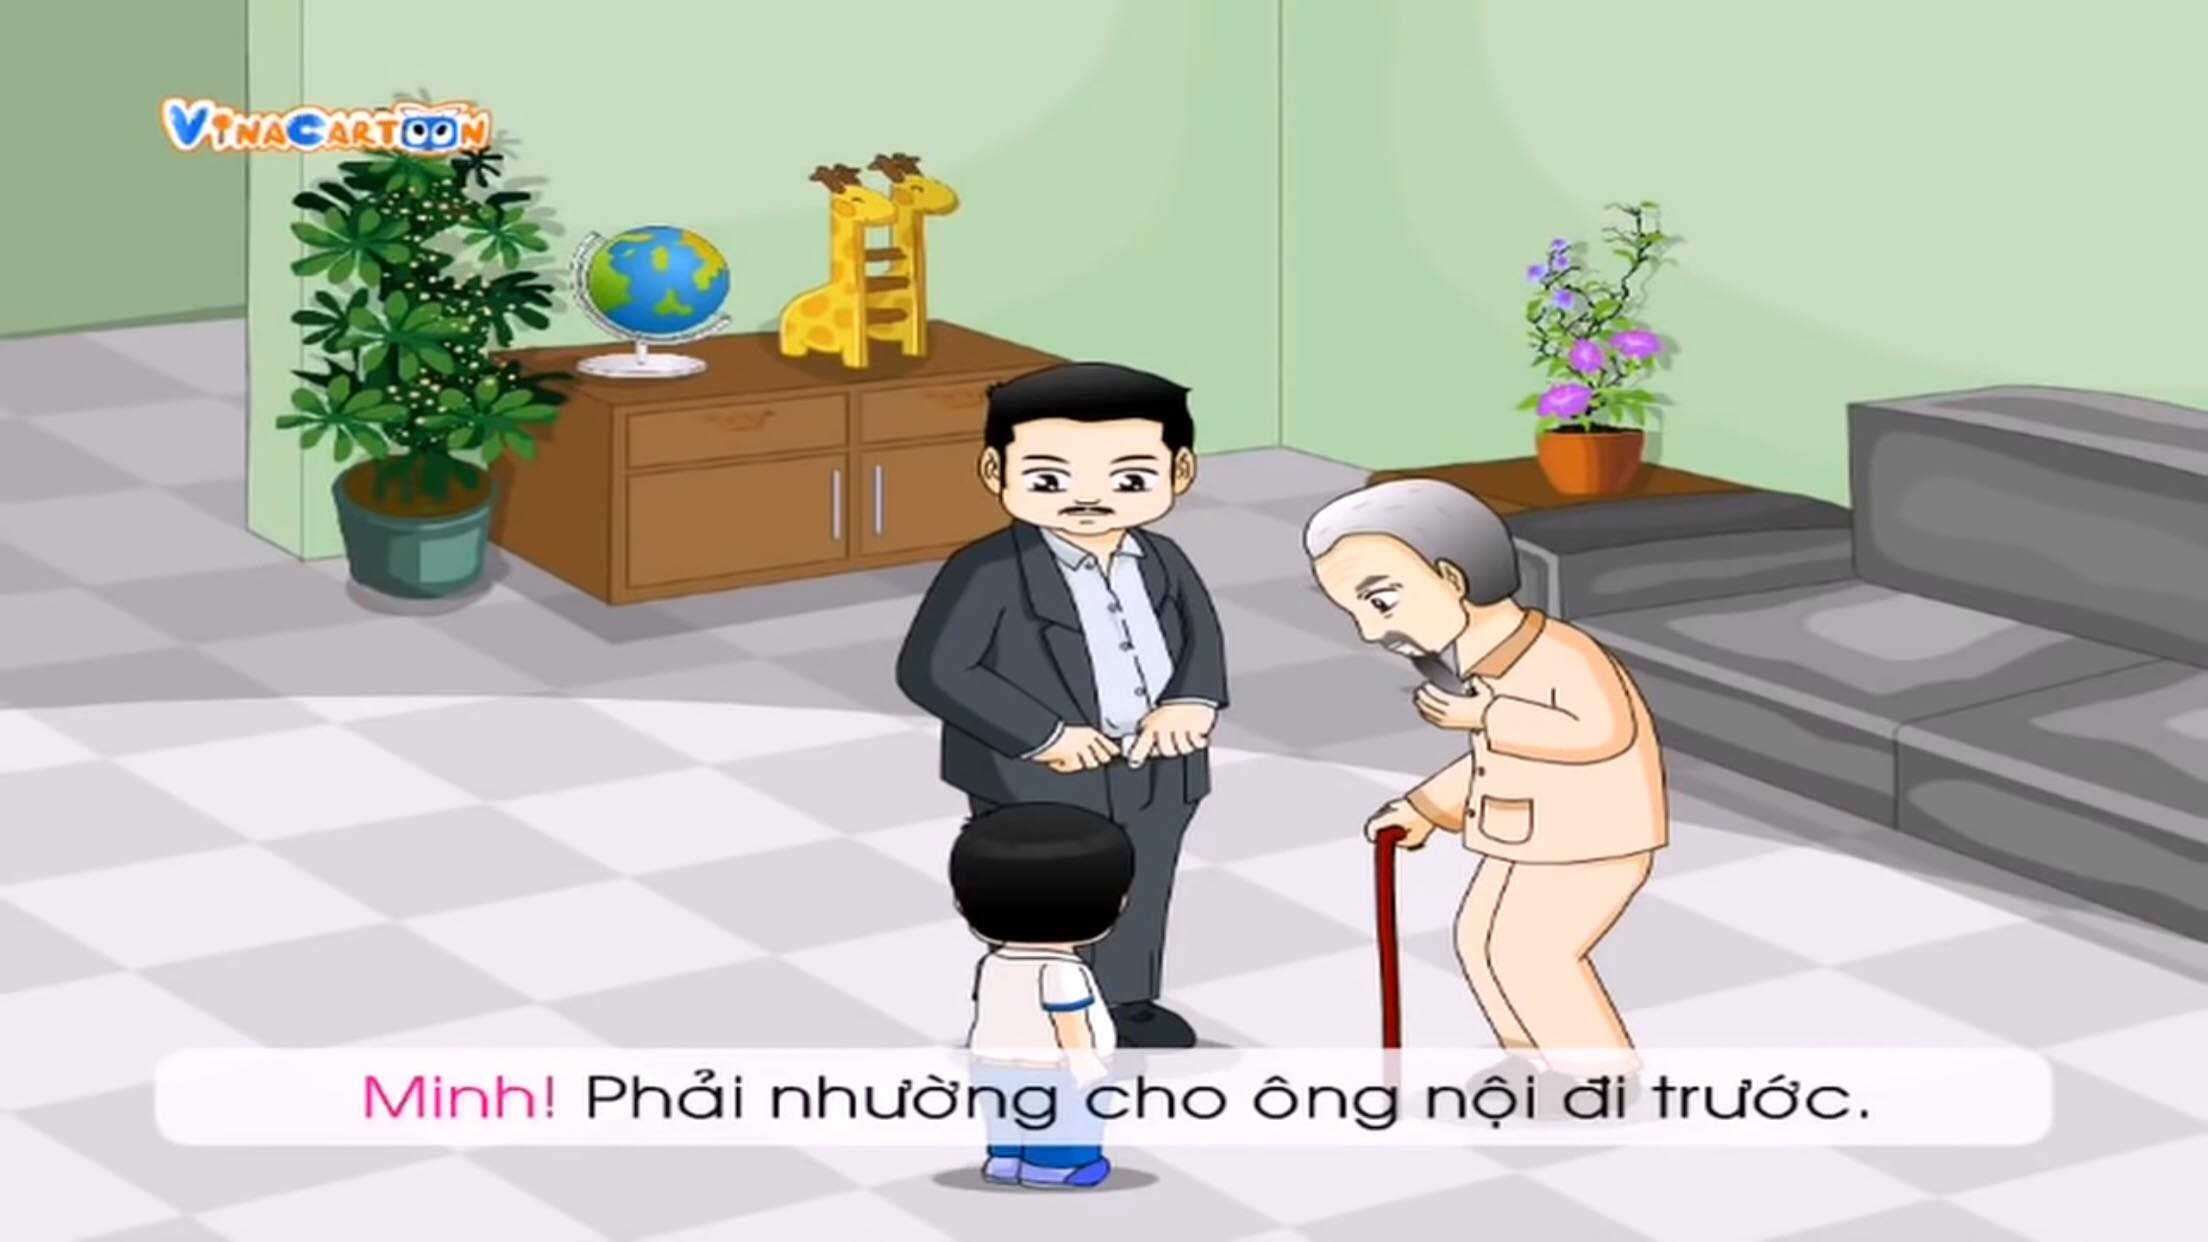 VINACARTOON
Minh! Phải nhường cho ông nội đi trước.